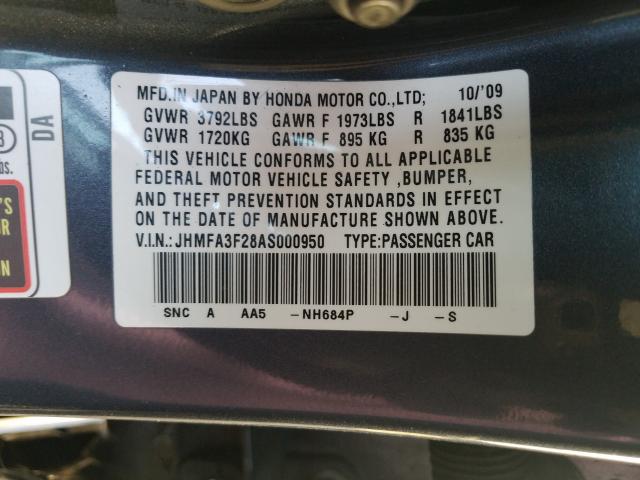 MFD.IN JAPAN BY HONDA MOTOR CO.,LTD; 10/'09
GVWR 3792LBS GAWR F 1973LBS R 1841LBS
GVWR 1720KG GAWR F 895 KG R 835 KG
THIS VEHICLE CONFORMS TO ALL APPLICABLE
FEDERAL MOTOR VEHICLE SAFETY ,BUMPER,
AND THEFT PREVENTION STANDARDS IN EFFECT
ON THE DATE OF MANUFACTURE SHOWN ABOVE.
V.I.N.: JHMFA3F28AS000950 TYPE:PASSENGER CAR
SNC A AA5 -NH684P -J -S
DA